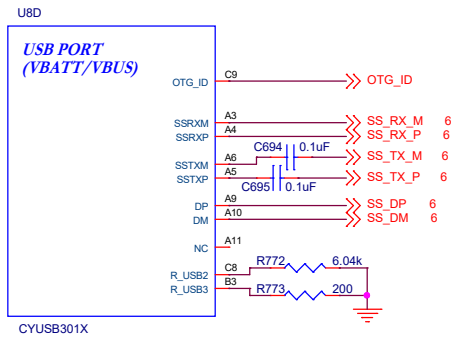 U8D
USB PORT
(VBATT/VBUS)
OTG_ID C9 OTG_ID
SSRXM A3 SS_RX_M 6
SSRXP A4 SS_RX_P 6
SSTXM A6 C694 0.1uF SS_TX_M 6
SSTXP A5 C695 0.1uF SS_TX_P 6
DP A9 SS_DP 6
DM A10 SS_DM 6
NC A11
R_USB2 C8 R772 6.04k
R_USB3 B3 R773 200
CYUSB301X